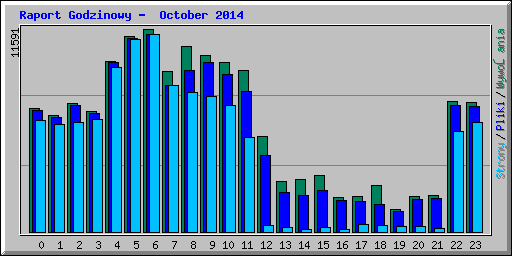 Raport Godzinowy - October 2014
11591
0 1 2 3 4 5 6 7 8 9 10 11 12 13 14 15 16 17 18 19 20 21 22 23
Strony / Pliki /